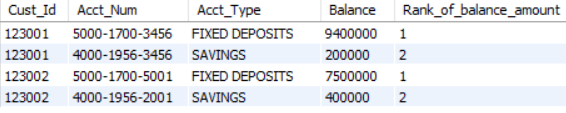 Cust_Id Acct_Num Acct_Type Balance Rank_of_balance_amount
123001 5000-1700-3456 FIXED DEPOSITS 9400000 1
123001 4000-1956-3456 SAVINGS 200000 2
123002 5000-1700-5001 FIXED DEPOSITS 7500000 1
123002 4000-1956-2001 SAVINGS 400000 2